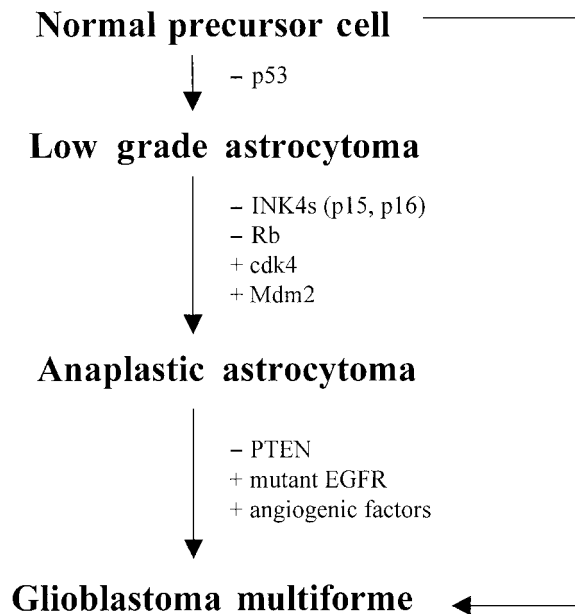 Normal precursor cell
– p53
Low grade astrocytoma
– INK4s (p15, p16)
– Rb
+ cdk4
+ Mdm2
Anaplastic astrocytoma
– PTEN
+ mutant EGFR
+ angiogenic factors
Glioblastoma multiforme